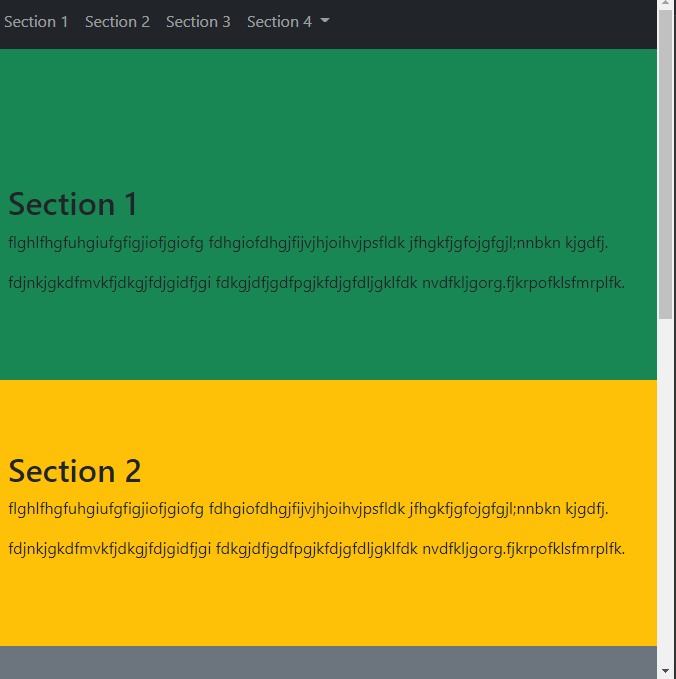 Section 1 Section 2 Section 3 Section 4
Section 1
flghlfhgfuhgiufgfigjiofjgiofg fdhgiofdhgjfijvjhjoihvjpsfldk jfhgkfjgfojgfgjl;nnbkn kjgdfj.
fdjnkjgkdfmvkfjdkgjfdjgidfjgi fdkgjdfjgdfpgjkfdjgfdljgklfdk nvdfkljgorg.fjkrpofklsfmrplfk.
Section 2
flghlfhgfuhgiufgfigjiofjgiofg fdhgiofdhgjfijvjhjoihvjpsfldk jfhgkfjgfojgfgjl;nnbkn kjgdfj.
fdjnkjgkdfmvkfjdkgjfdjgidfjgi fdkgjdfjgdfpgjkfdjgfdljgklfdk nvdfkljgorg.fjkrpofklsfmrplfk.